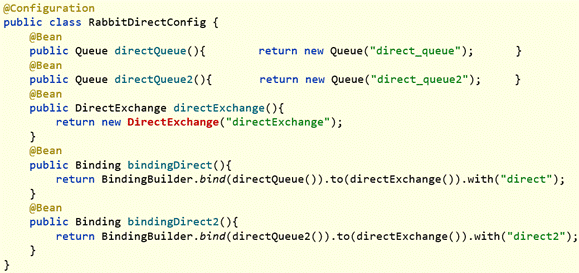 @Configuration
public class RabbitDirectConfig {
@Bean
public Queue directQueue(){ return new Queue("direct_queue"); }
@Bean
public Queue directQueue2(){ return new Queue("direct_queue2"); }
@Bean
public DirectExchange directExchange(){
return new DirectExchange("directExchange");
}
@Bean
public Binding bindingDirect(){
return BindingBuilder.bind(directQueue()).to(directExchange()).with("direct");
}
@Bean
public Binding bindingDirect2(){
return BindingBuilder.bind(directQueue2()).to(directExchange()).with("direct2");
}
}